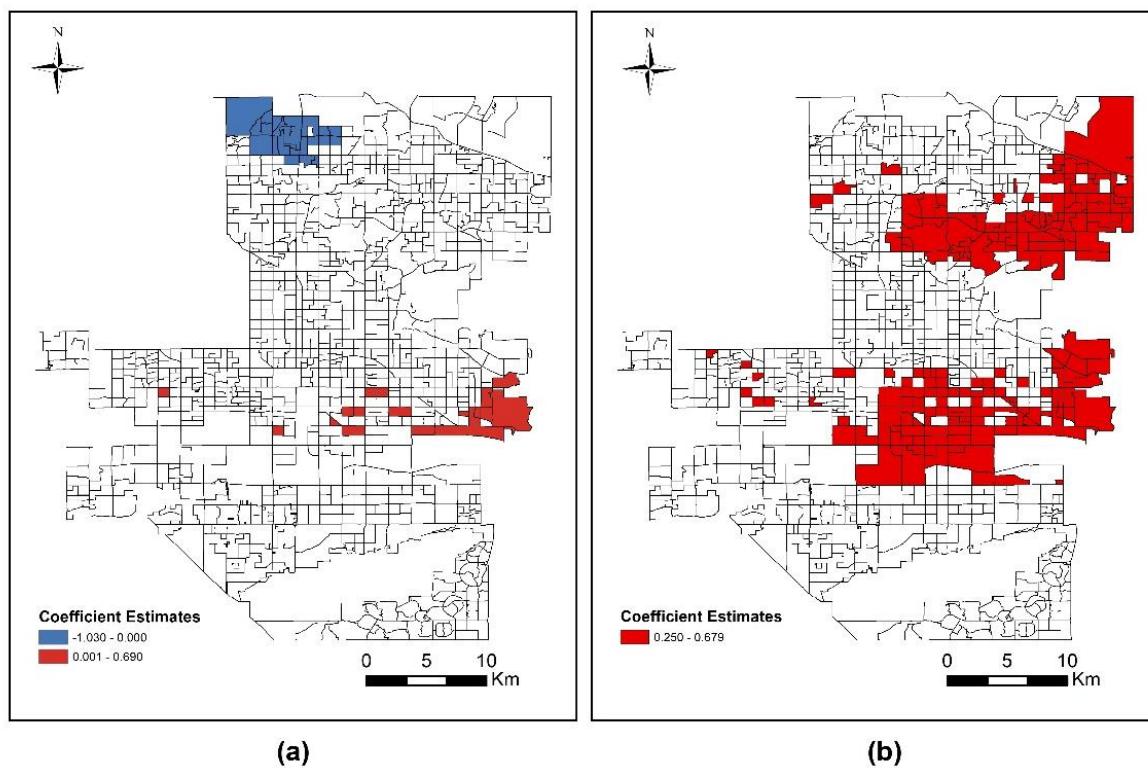 N
Coefficient Estimates
-1.030 - 0.000
0.001 - 0.690
0 5 10
Km
(a)
N
Coefficient Estimates
0.250 - 0.679
0 5 10
Km
(b)